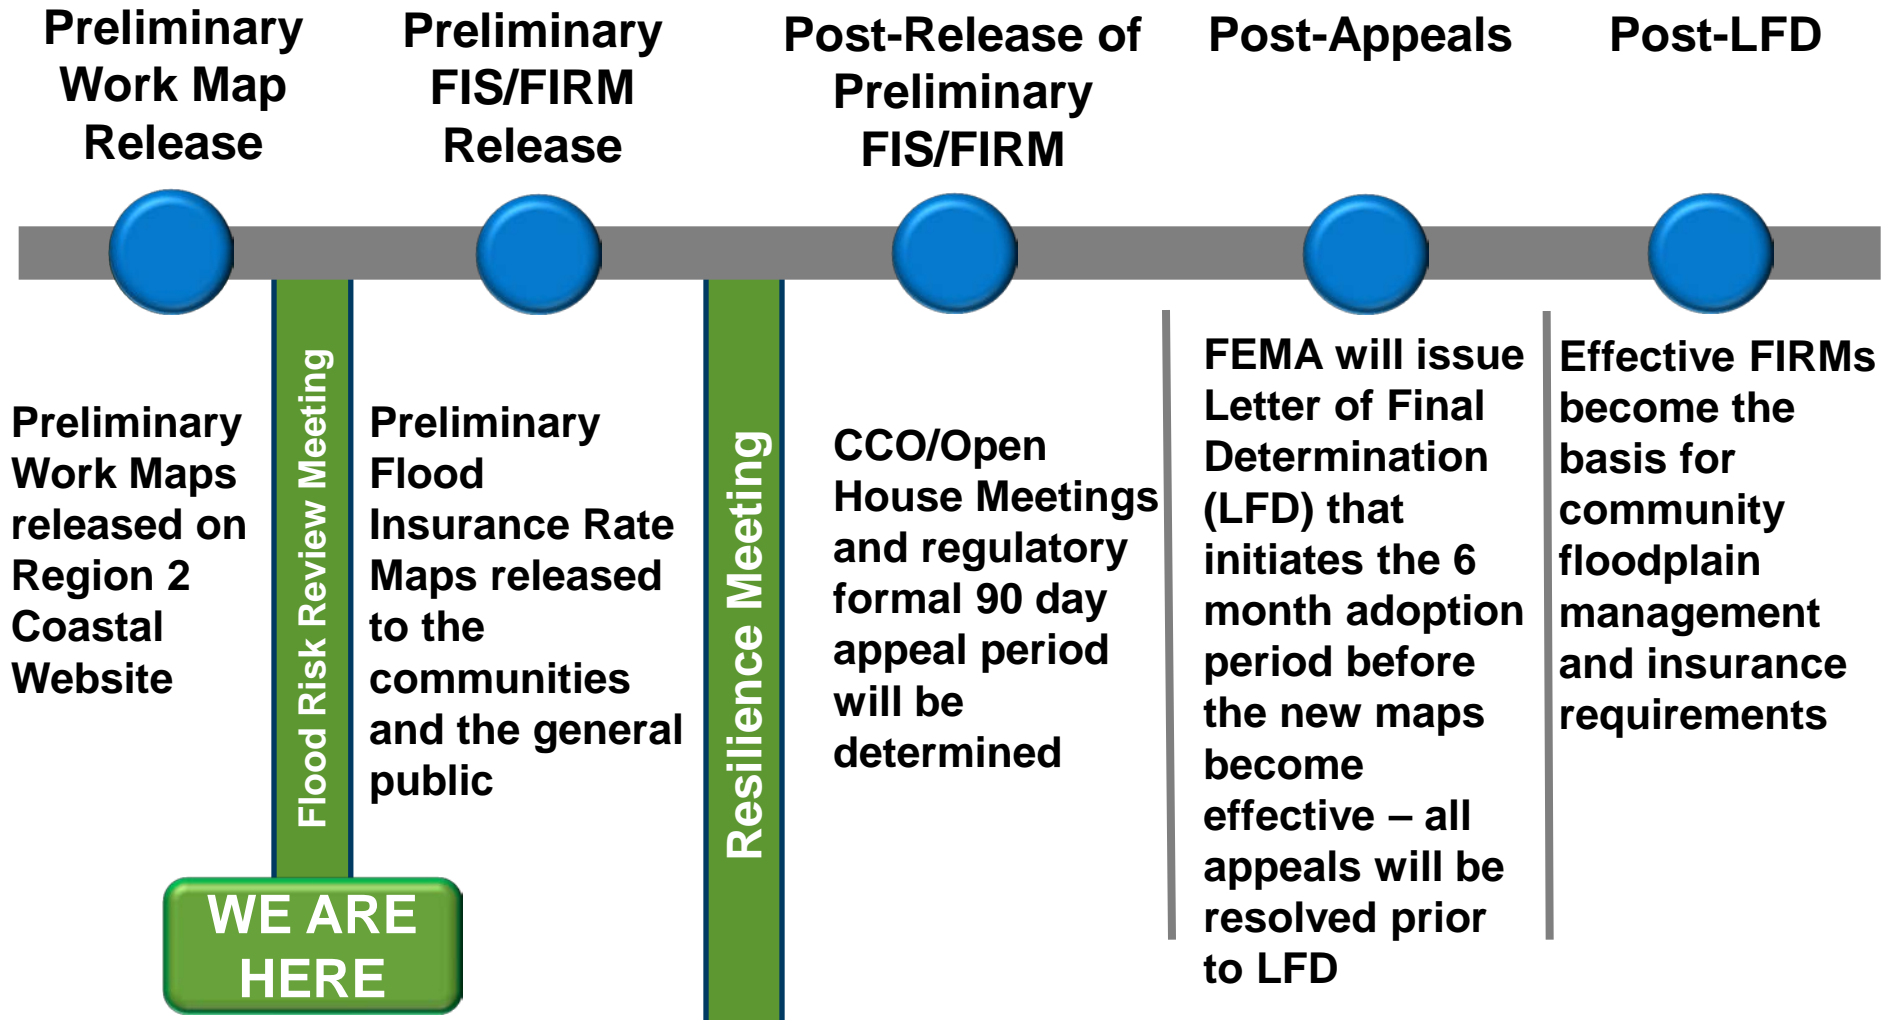 Preliminary
Work Map
Release
Preliminary
FIS/FIRM
Release
Post-Release of
Preliminary
FIS/FIRM
Post-Appeals
Post-LFD
Preliminary
Work Maps
released on
Region 2
Coastal
Website
Flood Risk Review Meeting
WE ARE
HERE
Preliminary
Flood
Insurance Rate
Maps released
to the
communities
and the general
public
Resilience Meeting
CCO/Open
House Meetings
and regulatory
formal 90 day
appeal period
will be
determined
FEMA will issue
Letter of Final
Determination
(LFD) that
initiates the 6
month adoption
period before
the new maps
become
effective – all
appeals will be
resolved prior
to LFD
Effective FIRMs
become the
basis for
community
floodplain
management
and insurance
requirements